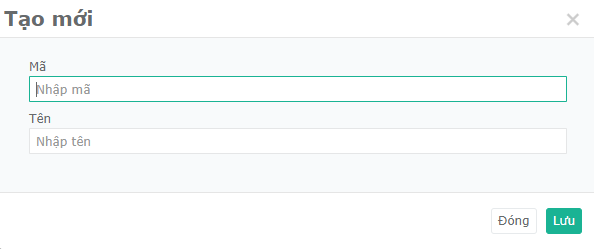 Tạo mới
×
Mã
Nhập mã
Tên
Nhập tên
Đóng Lưu